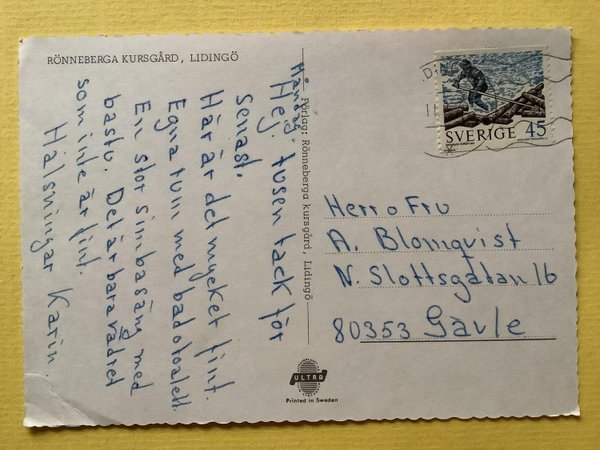 RÖNNEBERGA KURSGÅRD, LIDINGÖ
Måndag.
Hej, tusen tack för
senast.
Här är det mycket fint.
Egna rum med bad o toalett.
En stor simbasäng med
bastu. Det är bara vädret
som inte är fint.
Hälsningar Karin.
Förlag: Rönneberga kursgård, Lidingö
SVERIGE 45
Herr o Fru
A. Blomqvist
N. Slottsgatan 16
80353 Gävle
ULTRA
Printed in Sweden